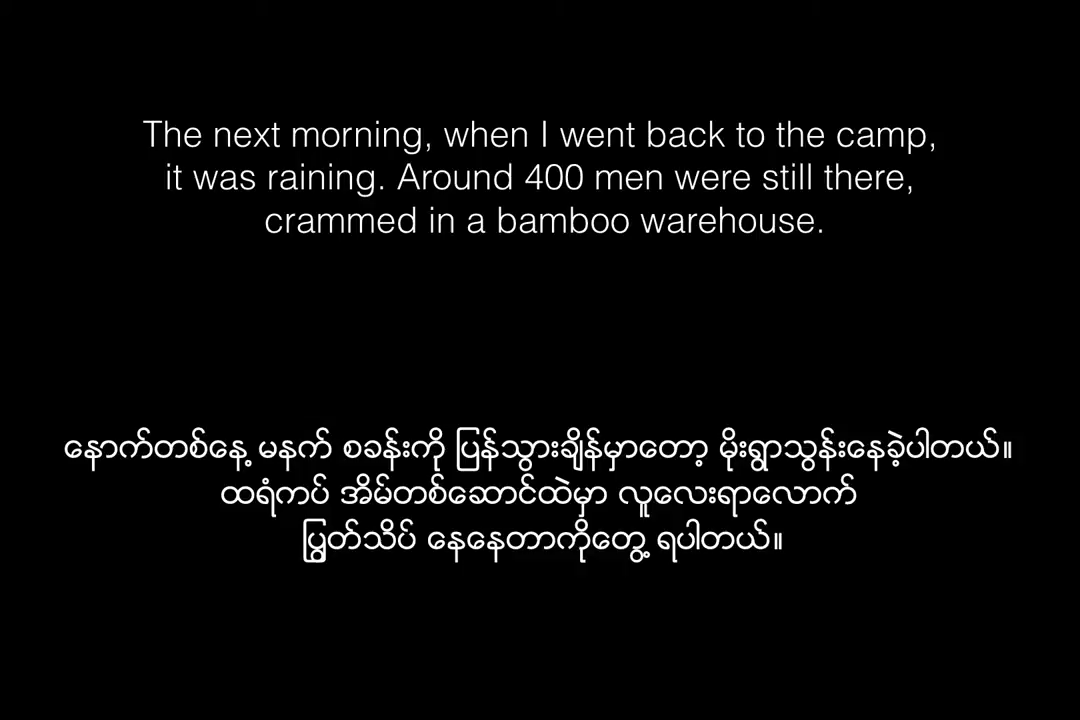 The next morning, when I went back to the camp,
it was raining. Around 400 men were still there,
crammed in a bamboo warehouse.
နောက်တစ်နေ့ မနက် စခန်းကို ပြန်သွားချိန်မှာတော့ မိုးရွာသွန်းနေခဲ့ပါတယ်။
ထရံကပ် အိမ်တစ်ဆောင်ထဲမှာ လူလေးရာလောက်
ပြွတ်သိပ် နေနေတာကိုတွေ့ ရပါတယ်။